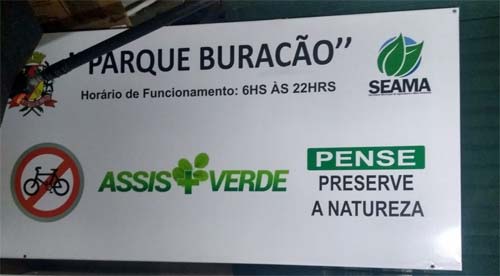 "PARQUE BURACÃO"
Horário de Funcionamento: 6HS ÀS 22HRS
SEAMA
ASSIS + VERDE
PENSE
PRESERVE
A NATUREZA